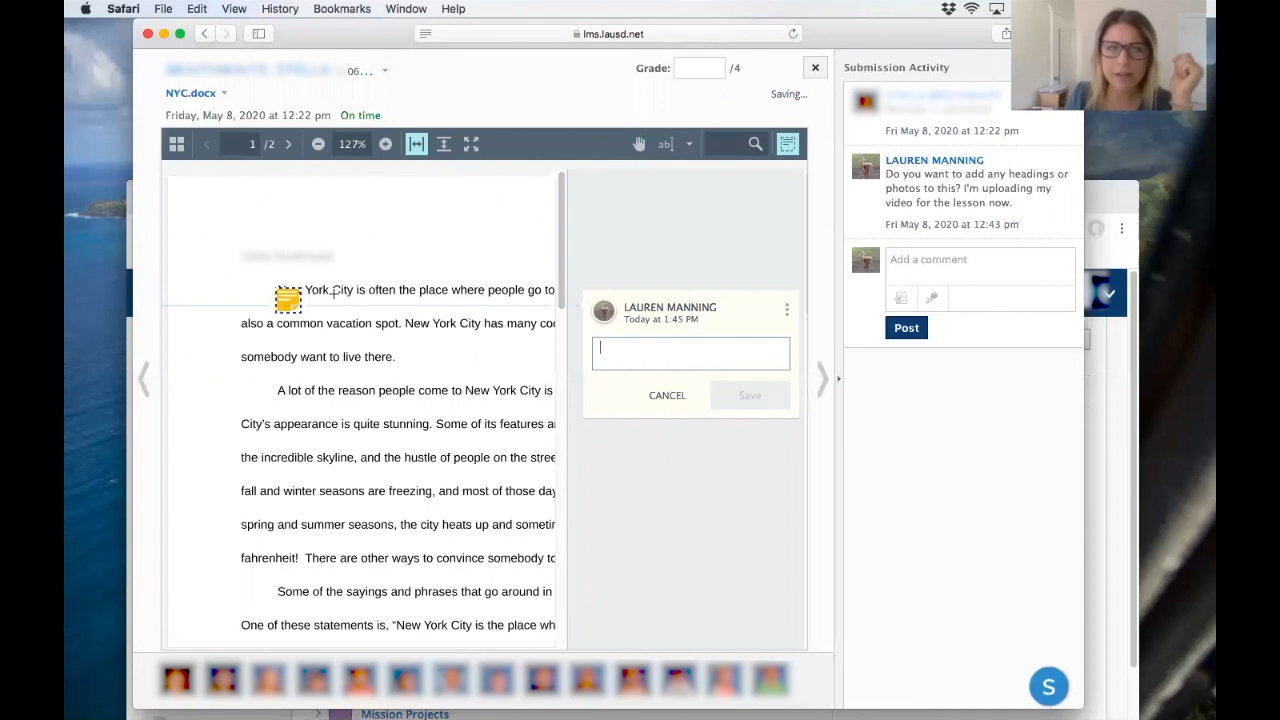 Safari File Edit View History Bookmarks Window Help
lms.lausd.net
06...
NYC.docx
Friday, May 8, 2020 at 12:22 pm On time
Grade: /4
Saving...
1 /2 127%
ab
York City is often the place where people go to
also a common vacation spot. New York City has many coo
somebody want to live there.
A lot of the reason people come to New York City is
City's appearance is quite stunning. Some of its features a
the incredible skyline, and the hustle of people on the stree
fall and winter seasons are freezing, and most of those day
spring and summer seasons, the city heats up and sometin
fahrenheit! There are other ways to convince somebody to
Some of the sayings and phrases that go around in
One of these statements is, "New York City is the place wh
LAUREN MANNING
Today at 1:45 PM
CANCEL Save
Submission Activity
Fri May 8, 2020 at 12:22 pm
LAUREN MANNING
Do you want to add any headings or
photos to this? I'm uploading my
video for the lesson now.
Fri May 8, 2020 at 12:43 pm
Add a comment
Post
S
Mission Projects